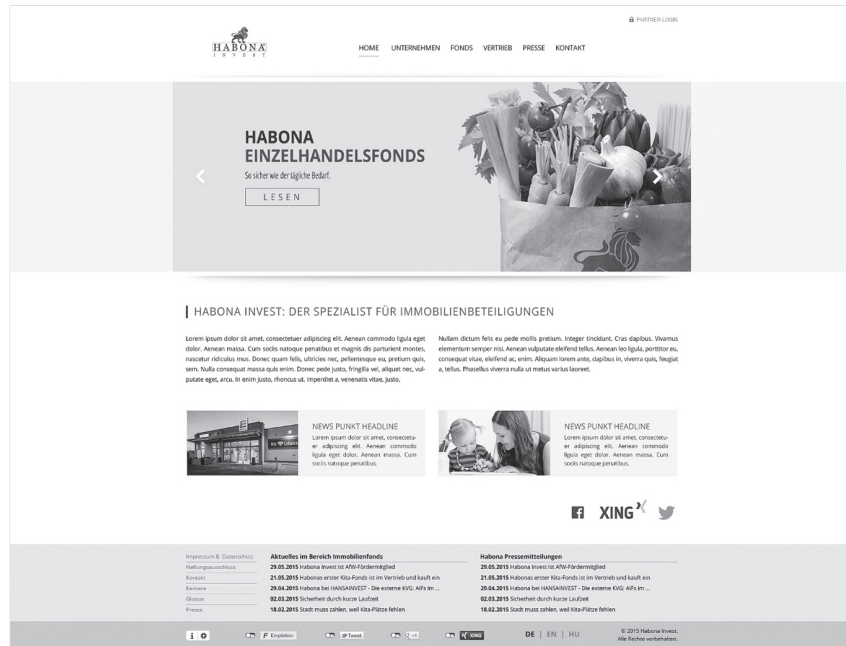 PARTNER-LOGIN
HABONA
INVEST
HOME UNTERNEHMEN FONDS VERTRIEB PRESSE KONTAKT
HABONA
EINZELHANDELSFONDS
So sicher wie der tägliche Bedarf.
LESEN
HABONA INVEST: DER SPEZIALIST FÜR IMMOBILIENBETEILIGUNGEN
Lorem ipsum dolor sit amet, consectetuer adipiscing elit. Aenean commodo ligula eget
dolor. Aenean massa. Cum sociis natoque penatibus et magnis dis parturient montes,
nascetur ridiculus mus. Donec quam felis, ultricies nec, pellentesque eu, pretium quis,
sem. Nulla consequat massa quis enim. Donec pede justo, fringilla vel, aliquet nec, vul-
putate eget, arcu. In enim justo, rhoncus ut, imperdiet a, venenatis vitae, justo.
Nullam dictum felis eu pede mollis pretium. Integer tincidunt. Cras dapibus. Vivamus
elementum semper nisi. Aenean vulputate eleifend tellus. Aenean leo ligula, porttitor eu,
consequat vitae, eleifend ac, enim. Aliquam lorem ante, dapibus in, viverra quis, feugiat
a, tellus. Phasellus viverra nulla ut metus varius laoreet.
NEWS PUNKT HEADLINE
Lorem ipsum dolor sit amet, consectetu-
er adipiscing elit. Aenean commodo
ligula eget dolor. Aenean massa. Cum
sociis natoque penatibus.
NEWS PUNKT HEADLINE
Lorem ipsum dolor sit amet, consectetu-
er adipiscing elit. Aenean commodo
ligula eget dolor. Aenean massa. Cum
sociis natoque penatibus.
XING
Impressum & Datenschutz
Haftungsausschluss
Kontakt
Karriere
Glossar
Presse
Aktuelles im Bereich Immobilienfonds
29.05.2015 Habona Invest ist AfW-Fördermitglied
21.05.2015 Habonas erster Kita-Fonds ist im Vertrieb und kauft ein
29.04.2015 Habona bei HANSAINVEST - Die externe KVG: AIFs im ...
02.03.2015 Sicherheit durch kurze Laufzeit
18.02.2015 Stadt muss zahlen, weil Kita-Plätze fehlen
Habona Pressemitteilungen
29.05.2015 Habona Invest ist AfW-Fördermitglied
21.05.2015 Habonas erster Kita-Fonds ist im Vertrieb und kauft ein
29.04.2015 Habona bei HANSAINVEST - Die externe KVG: AIFs im ...
02.03.2015 Sicherheit durch kurze Laufzeit
18.02.2015 Stadt muss zahlen, weil Kita-Plätze fehlen
Empfehlen Tweet +1 XING DE | EN | HU
© 2015 Habona Invest.
Alle Rechte vorbehalten.